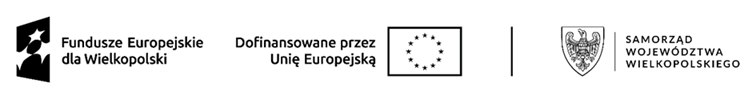 Fundusze Europejskie
dla Wielkopolski
Dofinansowane przez
Unię Europejską
SAMORZĄD
WOJEWÓDZTWA
WIELKOPOLSKIEGO